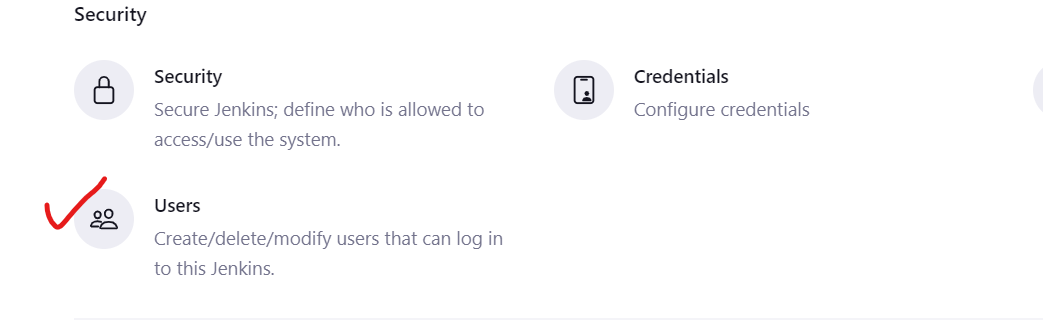 Security
Security
Secure Jenkins; define who is allowed to
access/use the system.
Credentials
Configure credentials
Users
Create/delete/modify users that can log in
to this Jenkins.